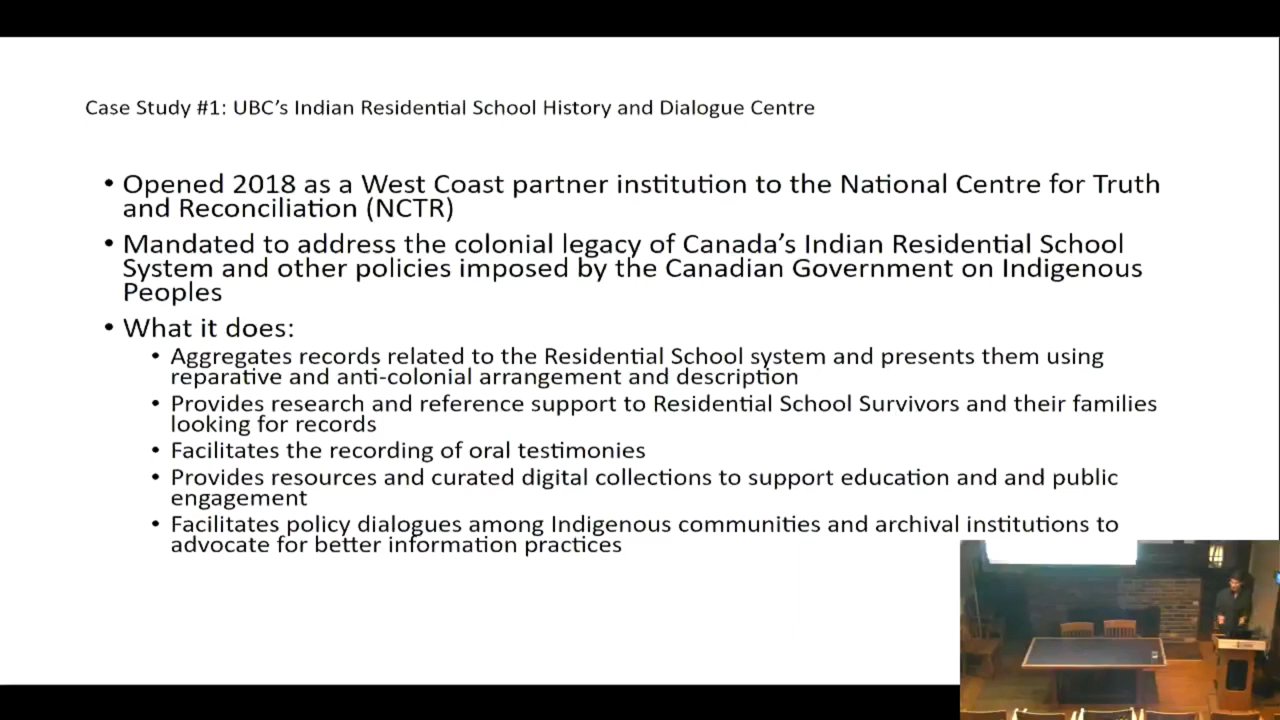 Case Study #1: UBC's Indian Residential School History and Dialogue Centre
• Opened 2018 as a West Coast partner institution to the National Centre for Truth
and Reconciliation (NCTR)
• Mandated to address the colonial legacy of Canada's Indian Residential School
System and other policies imposed by the Canadian Government on Indigenous
Peoples
• What it does:
• Aggregates records related to the Residential School system and presents them using
reparative and anti-colonial arrangement and description
• Provides research and reference support to Residential School Survivors and their families
looking for records
• Facilitates the recording of oral testimonies
• Provides resources and curated digital collections to support education and and public
engagement
• Facilitates policy dialogues among Indigenous communities and archival institutions to
advocate for better information practices